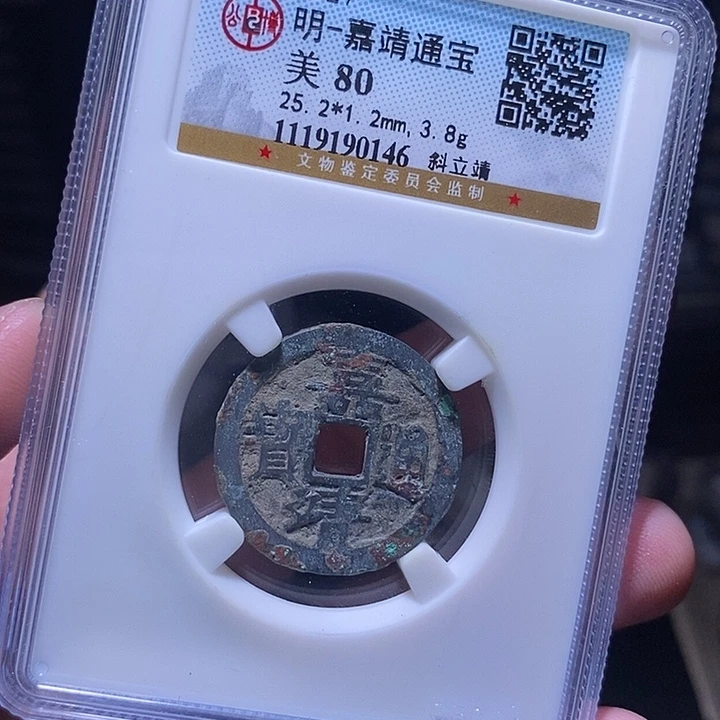 明-嘉靖通宝
美 80
25.2*1.2mm, 3.8g
1119190146 斜立靖
★ 文物鉴定委员会监制 ★
嘉
寶 通
靖